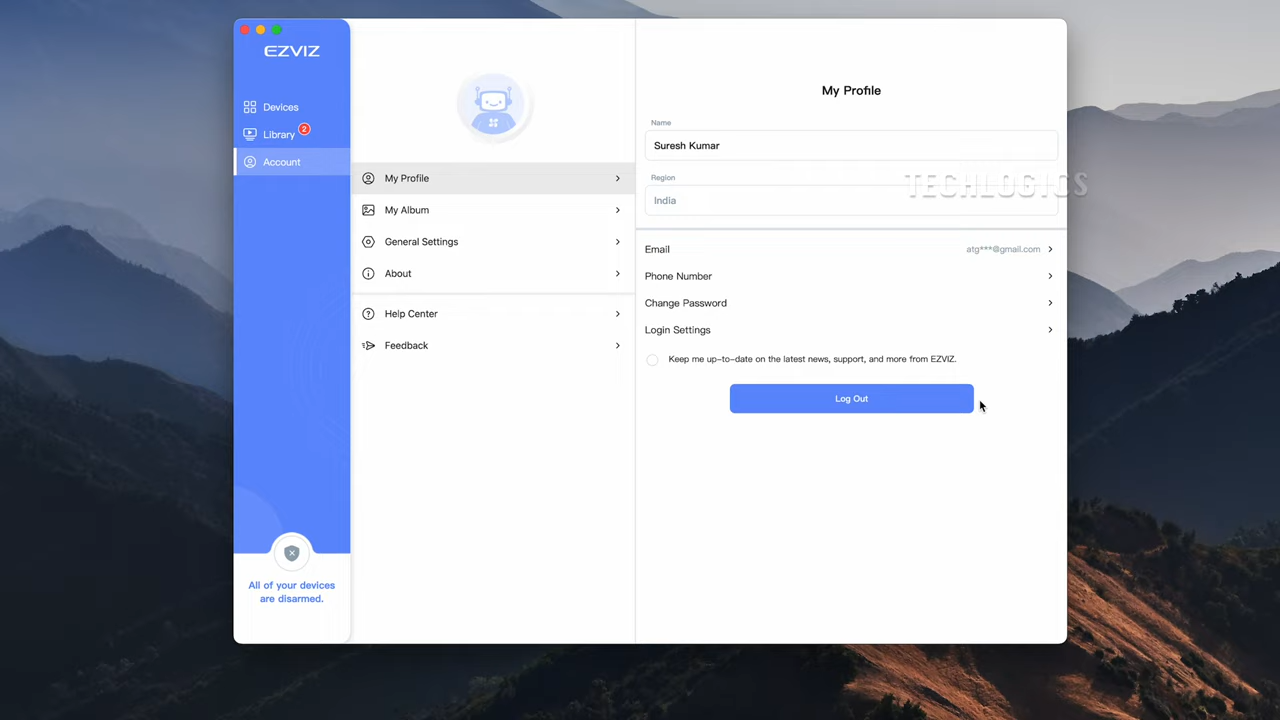 EZVIZ
Devices
Library 2
Account
All of your devices
are disarmed.
My Profile
My Album
General Settings
About
Help Center
Feedback
My Profile
Name
Suresh Kumar
Region
India
TECHLOGICS
Email atg***@gmail.com
Phone Number
Change Password
Login Settings
Keep me up-to-date on the latest news, support, and more from EZVIZ.
Log Out